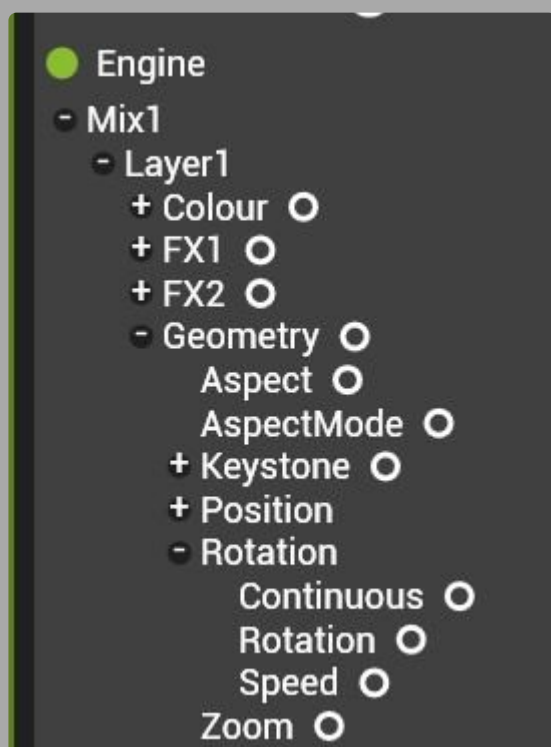 Engine
Mix1
Layer1
Colour
FX1
FX2
Geometry
Aspect
AspectMode
Keystone
Position
Rotation
Continuous
Rotation
Speed
Zoom